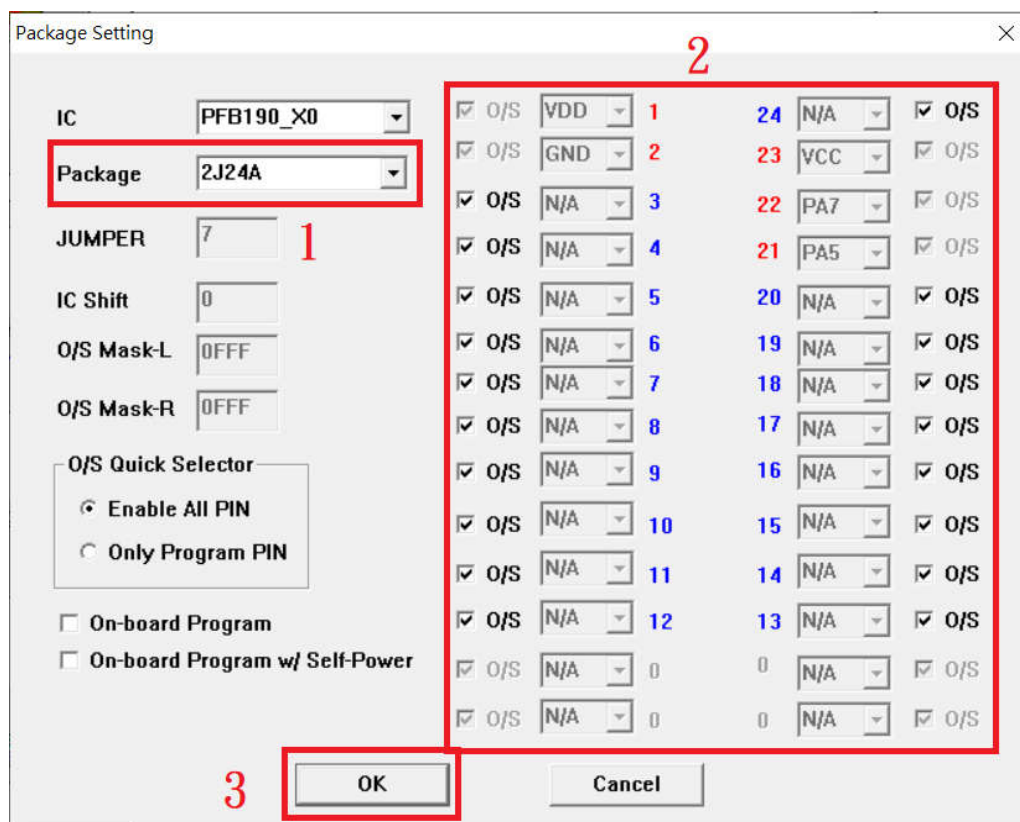 Package Setting
2
IC PFB190_X0
Package 2J24A
JUMPER 7
1
IC Shift 0
O/S Mask-L 0FFF
O/S Mask-R 0FFF
O/S Quick Selector
Enable All PIN
Only Program PIN
On-board Program
On-board Program w/ Self-Power
O/S VDD 1 24 N/A O/S
O/S GND 2 23 VCC O/S
O/S N/A 3 22 PA7 O/S
O/S N/A 4 21 PA5 O/S
O/S N/A 5 20 N/A O/S
O/S N/A 6 19 N/A O/S
O/S N/A 7 18 N/A O/S
O/S N/A 8 17 N/A O/S
O/S N/A 9 16 N/A O/S
O/S N/A 10 15 N/A O/S
O/S N/A 11 14 N/A O/S
O/S N/A 12 13 N/A O/S
O/S N/A 0 0 N/A O/S
O/S N/A 0 0 N/A O/S
3
OK
Cancel